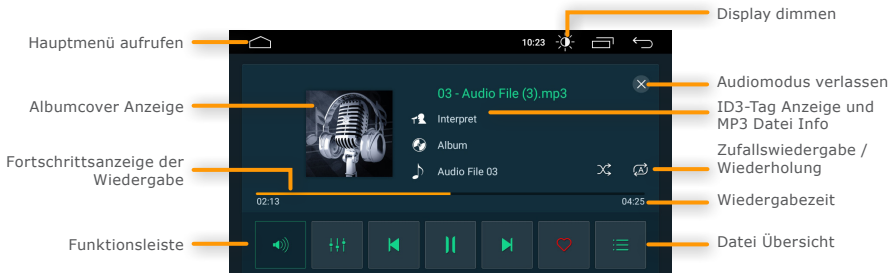 Display dimmen
Hauptmenü aufrufen
10:23
Audiomodus verlassen
03 - Audio File (3).mp3
Albumcover Anzeige
ID3-Tag Anzeige und
MP3 Datei Info
Interpret
Album
Zufallswiedergabe /
Wiederholung
Fortschrittsanzeige der
Wiedergabe
Audio File 03
A
02:13
04:25
Wiedergabezeit
Funktionsleiste
Datei Übersicht